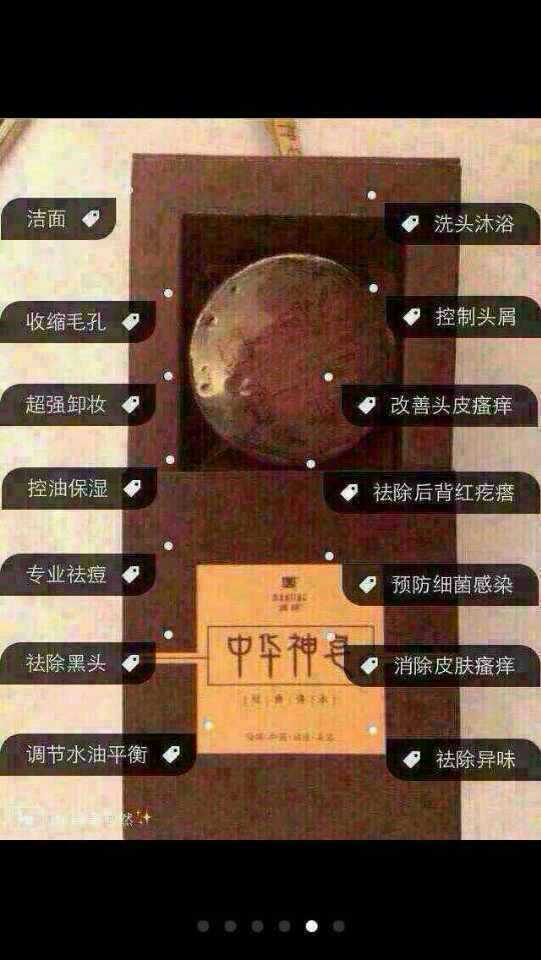 洁面
洗头沐浴
收缩毛孔
控制头屑
超强卸妆
改善头皮瘙痒
控油保湿
祛除后背红疙瘩
专业祛痘
预防细菌感染
祛除黑头
中华神皂
消除皮肤瘙痒
调节水油平衡
祛除异味